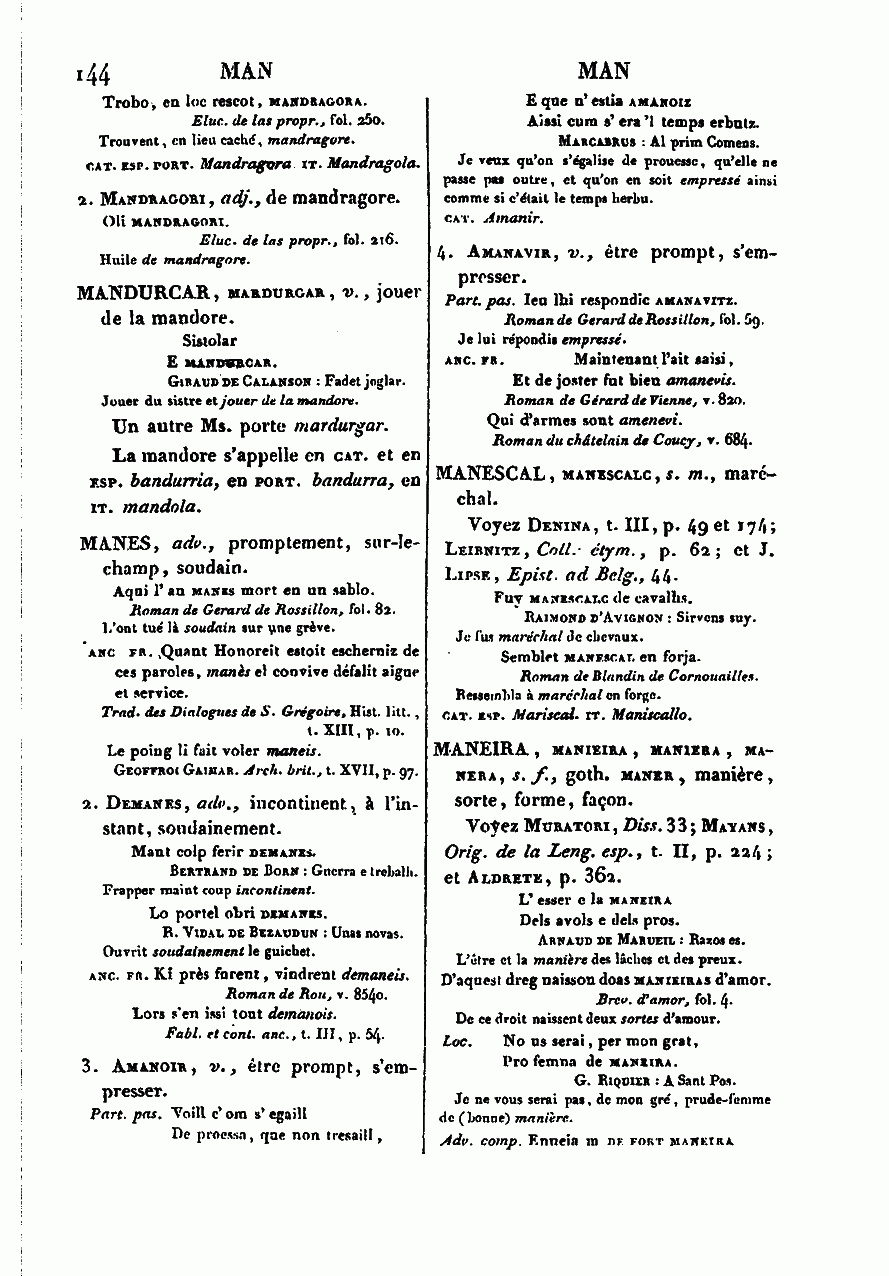 144 MAN MAN
Trobo, en loc rescot, MANDRAGORA.
Eluc. de las propr., fol. 250.
Trouvent, en lieu caché, mandragore.
CAT. ESP. PORT. Mandragora IT. Mandragola.
2. MANDRAGORI, adj., de mandragore.
Oli MANDRAGORI.
Eluc. de las propr., fol. 216.
Huile de mandragore.
MANDURCAR, MARDURGAR, v., jouer
de la mandore.
Sistolar
E MANDURCAR.
GIRAUD DE CALANSON : Fadet joglar.
Jouer du sistre et jouer de la mandore.
Un autre Ms. porte mardurgar.
La mandore s'appelle en CAT. et en
ESP. bandurria, en PORT. bandurra, en
IT. mandola.
MANES, adv., promptement, sur-le-
champ, soudain.
Aqui l' an MANES mort en un sablo.
Roman de Gerard de Rossillon, fol. 82.
L'ont tué là soudain sur une grève.
ANC FR. Quant Honoreit estoit escherniz de
ces paroles, manès el convive défalit aigue
et service.
Trad. des Dialogues de S. Grégoire, Hist. litt.,
t. XIII, p. 10.
Le poing li fait voler maneis.
GEOFFROI GAIMAR. Arch. brit., t. XVII, p. 97.
2. DEMANES, adv., incontinent, à l'in-
stant, soudainement.
Mant colp ferir DEMANES.
BERTRAND DE BORN : Guerra e trebalh.
Frapper maint coup incontinent.
Lo portel obri DEMANES.
R. VIDAL DE BEZAUDUN : Unas novas.
Ouvrit soudainement le guichet.
ANC. FR. Ki près furent, vindrent demaneis.
Roman de Rou, v. 8540.
Lors s'en issi tout demanois.
Fabl. et cont. anc., t. III, p. 54.
3. AMANOIR, v., être prompt, s'em-
presser.
Part. pas. Voill c' om s' egaill
De proessa, que non tresaill,
E que n' estia AMANOIZ
Aissi cum s' era 'l temps erbutz.
MARCABRUS : Al prim Comens.
Je veux qu'on s'égalise de prouesse, qu'elle ne
passe pas outre, et qu'on en soit empressé ainsi
comme si c'était le temps herbu.
CAT. Amanir.
4. AMANAVIR, v., être prompt, s'em-
presser.
Part. pas. Ieu lhi respondic AMANAVITZ.
Roman de Gerard de Rossillon, fol. 59.
Je lui répondis empressé.
ANC. FR. Maintenant l'ait saisi,
Et de joster fut bien amanevis.
Roman de Gérard de Vienne, v. 820.
Qui d'armes sont amenevi.
Roman du châtelain de Coucy, v. 684.
MANESCAL, MANESCALC, s. m., maré-
chal.
Voyez DENINA, t. III, p. 49 et 174;
LEIBNITZ, Coll. étym., p. 62; et J.
LIPSE, Epist. ad Belg., 44.
Fuy MANESCALC de cavalhs.
RAIMOND D'AVIGNON : Sirvens suy.
Je fus maréchal de chevaux.
Semblet MANESCAL en forja.
Roman de Blandin de Cornouailles.
Ressembla à maréchal en forge.
CAT. ESP. Mariscal. IT. Maniscallo.
MANEIRA, MANIEIRA, MANIERA, MA-
NERA, s. f., goth. MANER, manière,
sorte, forme, façon.
Voyez MURATORI, Diss. 33; MAYANS,
Orig. de la Leng. esp., t. II, p. 224;
et ALDRETE, p. 362.
L' esser e la MANEIRA
Dels avols e dels pros.
ARNAUD DE MARUEIL : Razos es.
L'être et la manière des lâches et des preux.
D'aquest dreg naisson doas MANIEIRAS d'amor.
Brev. d'amor, fol. 4.
De ce droit naissent deux sortes d'amour.
Loc. No us serai, per mon grat,
Pro femna de MANEIRA.
G. RIQUIER : A Sant Pos.
Je ne vous serai pas, de mon gré, prude-femme
de (bonne) manière.
Adv. comp. Enneia m DE FORT MANEIRA